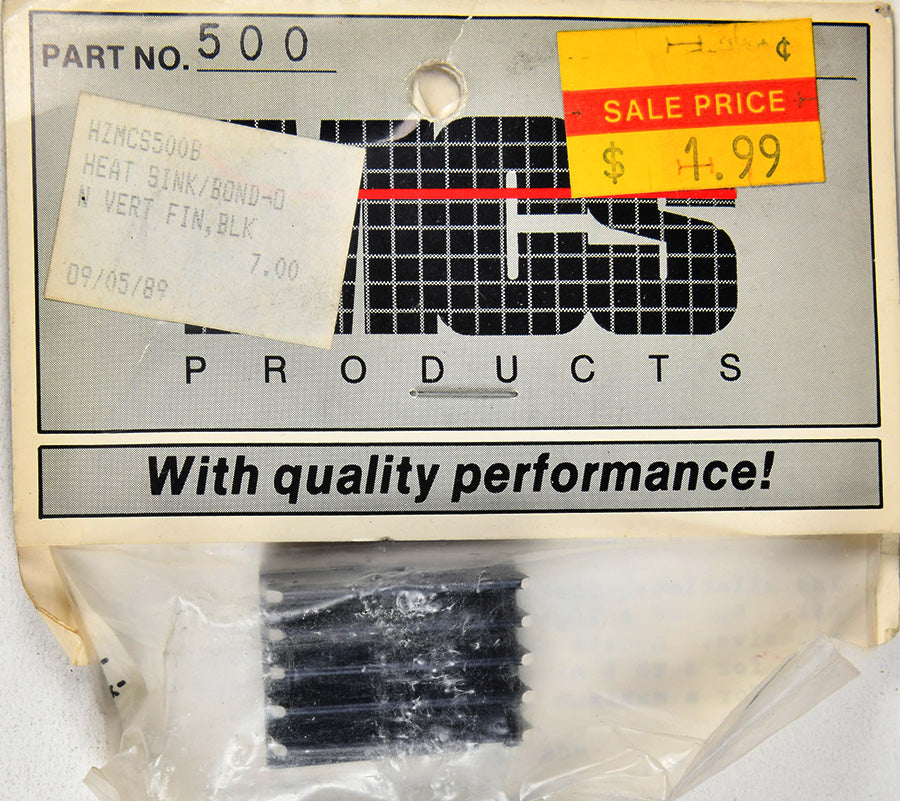 PART NO. 500
¢
SALE PRICE
$ 1.99
HZMCS500B
HEAT SINK/BOND-O
N VERT FIN,BLK
7.00
09/05/89
MCS
PRODUCTS
With quality performance!